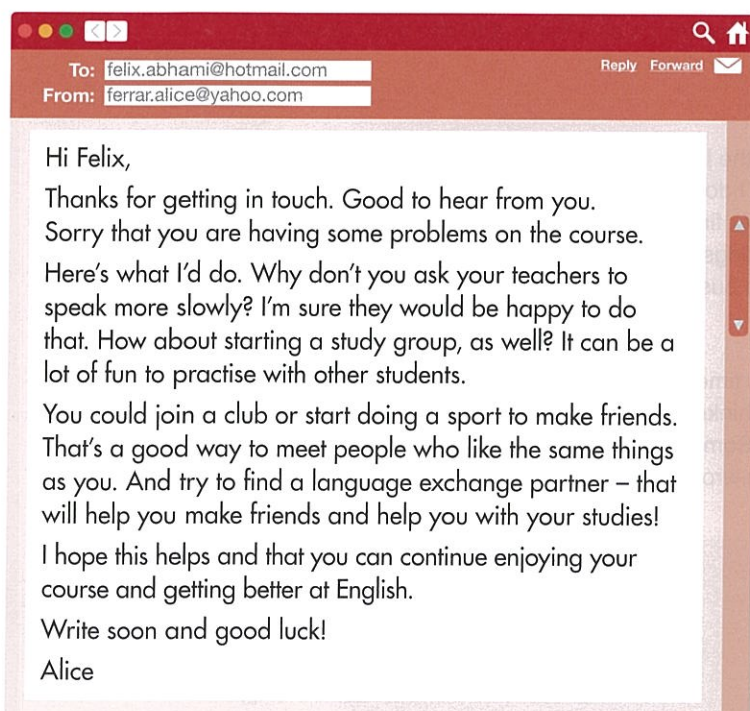 To: felix.abhami@hotmail.com
Reply Forward
From: ferrar.alice@yahoo.com
Hi Felix,
Thanks for getting in touch. Good to hear from you.
Sorry that you are having some problems on the course.
Here's what I'd do. Why don't you ask your teachers to
speak more slowly? I'm sure they would be happy to do
that. How about starting a study group, as well? It can be a
lot of fun to practise with other students.
You could join a club or start doing a sport to make friends.
That's a good way to meet people who like the same things
as you. And try to find a language exchange partner – that
will help you make friends and help you with your studies!
I hope this helps and that you can continue enjoying your
course and getting better at English.
Write soon and good luck!
Alice